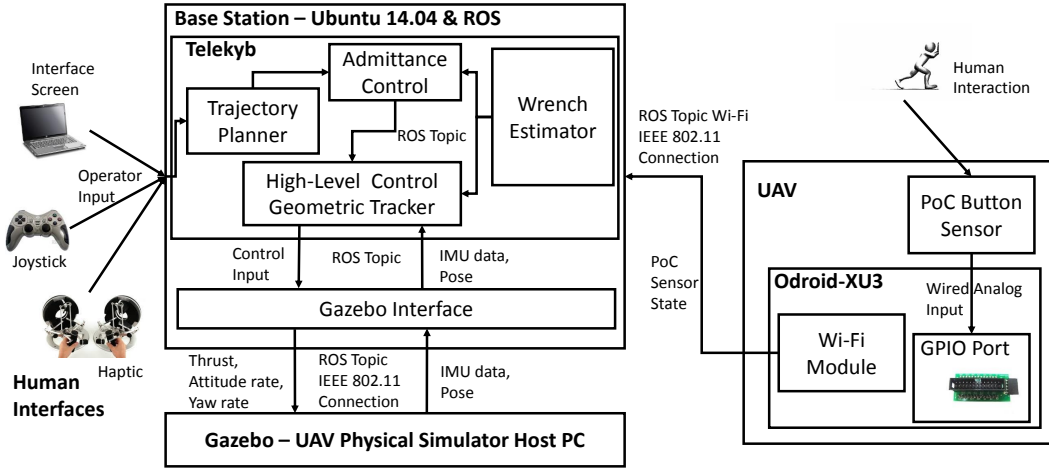 Base Station – Ubuntu 14.04 & ROS
Telekyb
Interface
Screen
Operator
Input
Joystick
Haptic
Human
Interfaces
Trajectory
Planner
Admittance
Control
Wrench
Estimator
ROS Topic
High-Level Control
Geometric Tracker
Control
Input
ROS Topic
IMU data,
Pose
Gazebo Interface
Thrust,
Attitude rate,
Yaw rate
ROS Topic
IEEE 802.11
Connection
IMU data,
Pose
Gazebo – UAV Physical Simulator Host PC
ROS Topic Wi-Fi
IEEE 802.11
Connection
PoC
Sensor
State
Human
Interaction
UAV
PoC Button
Sensor
Odroid-XU3
Wired Analog
Input
Wi-Fi
Module
GPIO Port